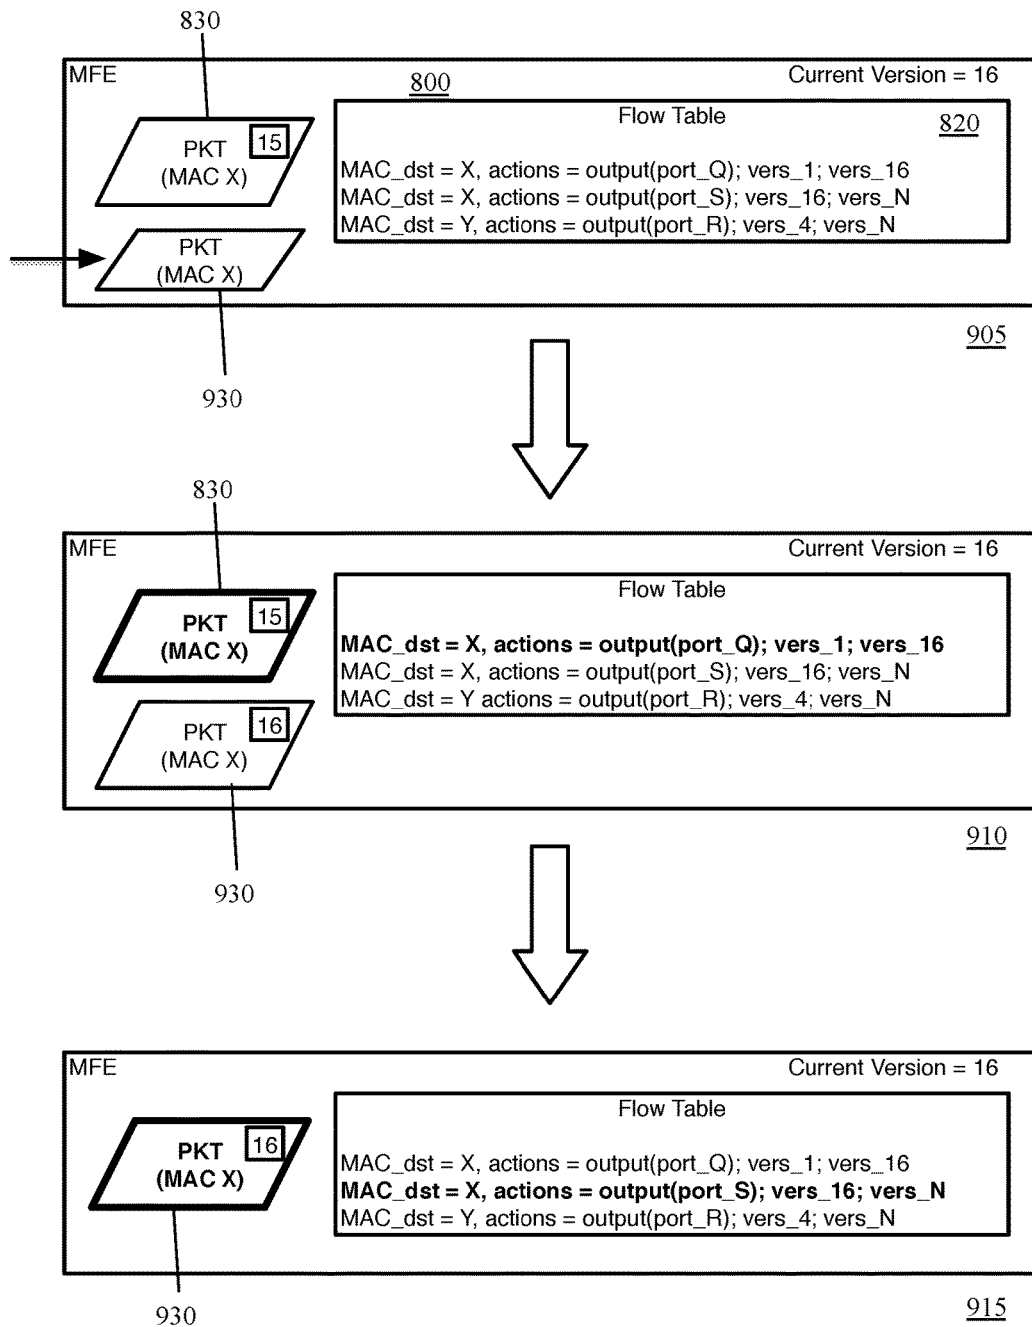 830
MFE
800
Current Version = 16
PKT
15
(MAC X)
Flow Table
820
MAC_dst = X, actions = output(port_Q); vers_1; vers_16
MAC_dst = X, actions = output(port_S); vers_16; vers_N
MAC_dst = Y, actions = output(port_R); vers_4; vers_N
PKT
(MAC X)
905
930
830
MFE
Current Version = 16
PKT
15
(MAC X)
Flow Table
MAC_dst = X, actions = output(port_Q); vers_1; vers_16
MAC_dst = X, actions = output(port_S); vers_16; vers_N
MAC_dst = Y actions = output(port_R); vers_4; vers_N
PKT
16
(MAC X)
910
930
MFE
Current Version = 16
PKT
16
(MAC X)
Flow Table
MAC_dst = X, actions = output(port_Q); vers_1; vers_16
MAC_dst = X, actions = output(port_S); vers_16; vers_N
MAC_dst = Y, actions = output(port_R); vers_4; vers_N
930
915